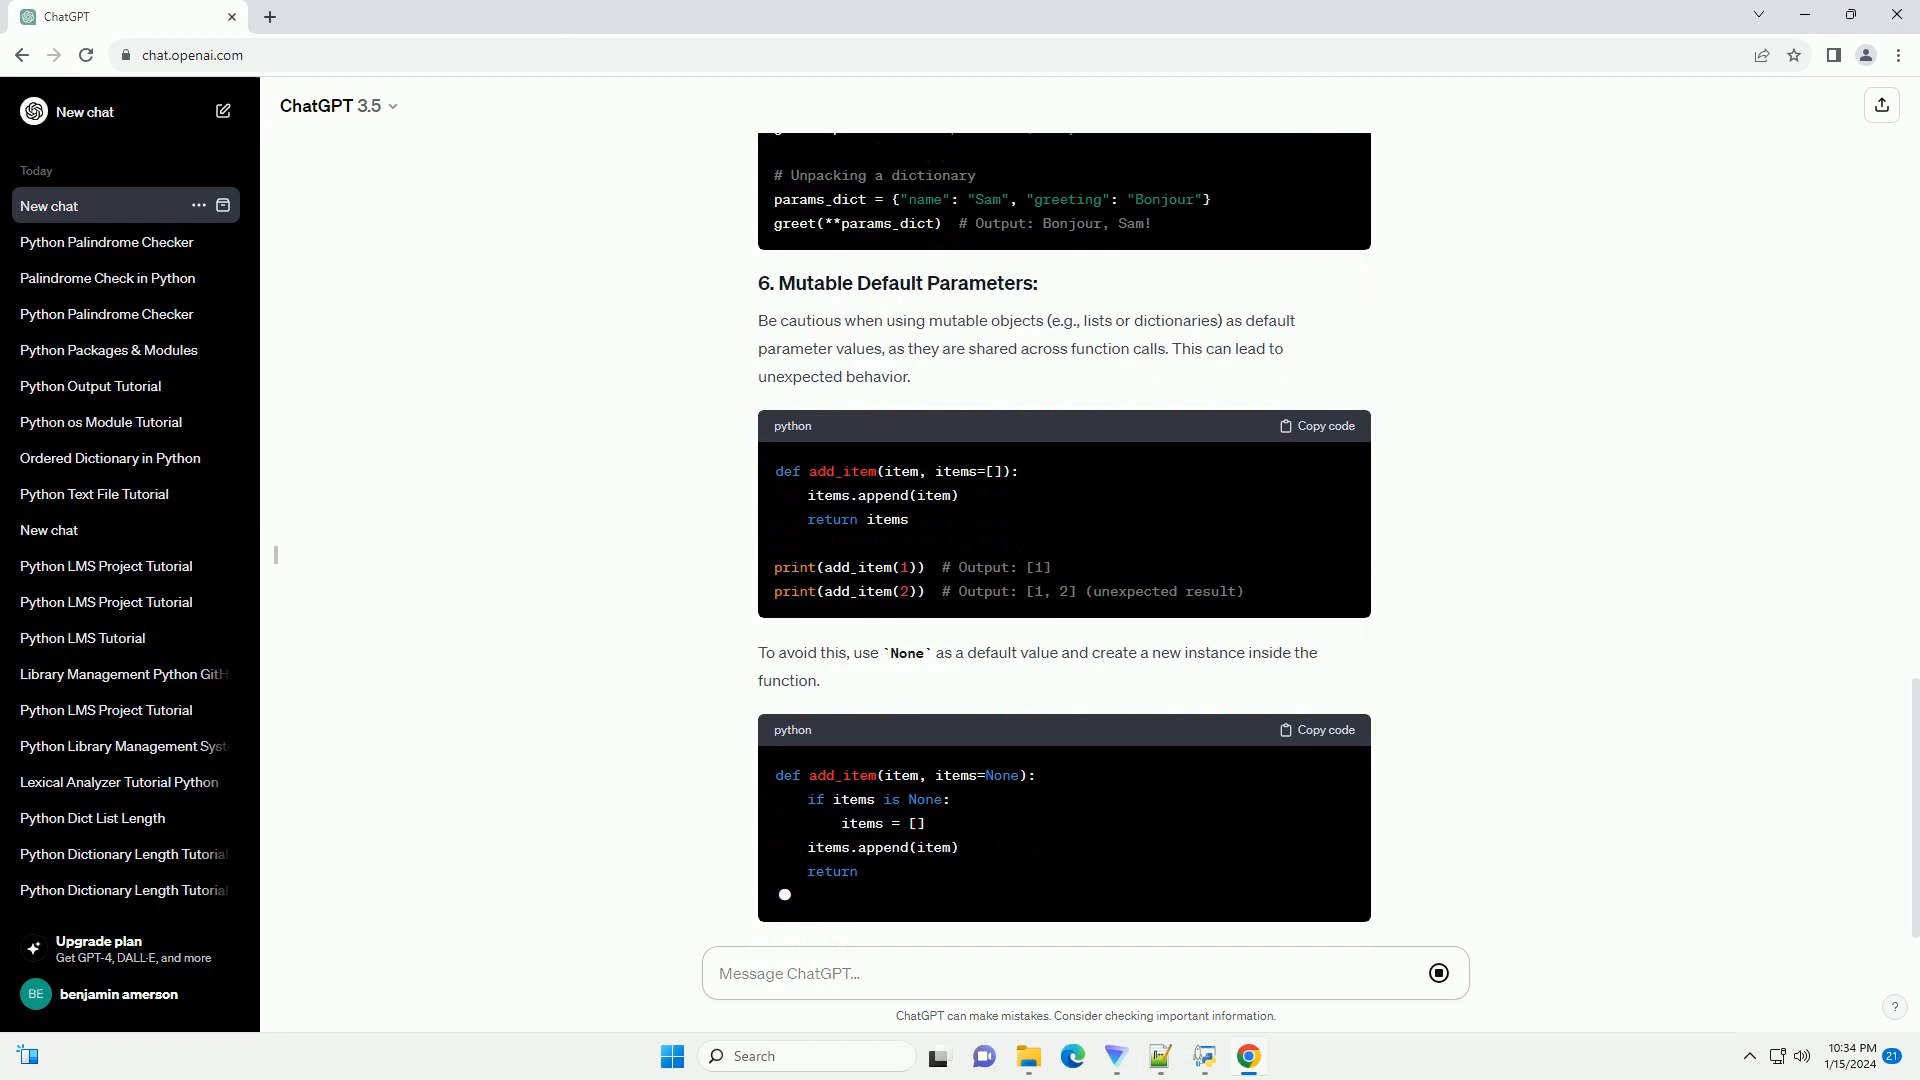 ChatGPT
chat.openai.com
New chat
ChatGPT 3.5
Today
New chat
Python Palindrome Checker
Palindrome Check in Python
Python Palindrome Checker
Python Packages & Modules
Python Output Tutorial
Python os Module Tutorial
Ordered Dictionary in Python
Python Text File Tutorial
New chat
Python LMS Project Tutorial
Python LMS Project Tutorial
Python LMS Tutorial
Library Management Python GitH
Python LMS Project Tutorial
Python Library Management Syst
Lexical Analyzer Tutorial Python
Python Dict List Length
Python Dictionary Length Tutorial
Python Dictionary Length Tutorial
Upgrade plan
Get GPT-4, DALL·E, and more
BE benjamin amerson
# Unpacking a dictionary
params_dict = {"name": "Sam", "greeting": "Bonjour"}
greet(**params_dict)  # Output: Bonjour, Sam!
6. Mutable Default Parameters:
Be cautious when using mutable objects (e.g., lists or dictionaries) as default
parameter values, as they are shared across function calls. This can lead to
unexpected behavior.
python Copy code
def add_item(item, items=[]):
    items.append(item)
    return items
print(add_item(1))  # Output: [1]
print(add_item(2))  # Output: [1, 2] (unexpected result)
To avoid this, use `None` as a default value and create a new instance inside the
function.
python Copy code
def add_item(item, items=None):
    if items is None:
        items = []
    items.append(item)
    return
Message ChatGPT...
ChatGPT can make mistakes. Consider checking important information.
?
Search
10:34 PM
1/15/2024
21